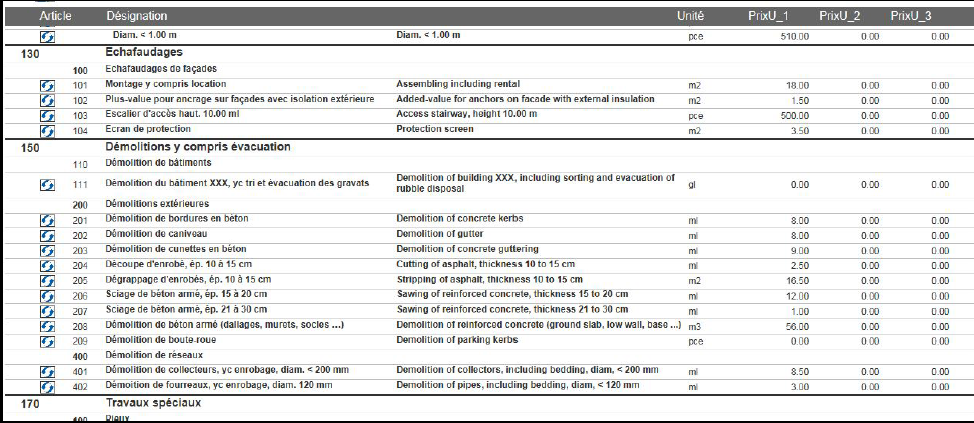 Article Désignation Unité PrixU_1 PrixU_2 PrixU_3
Diam. < 1.00 m Diam. < 1.00 m pce 510.00 0.00 0.00
130 Echafaudages
100 Echafaudages de façades
101 Montage y compris location Assembling including rental m2 18.00 0.00 0.00
102 Plus-value pour ancrage sur façades avec isolation extérieure Added-value for anchors on facade with external insulation m2 1.50 0.00 0.00
103 Escalier d'accès haut. 10.00 ml Access stairway, height 10.00 m pce 500.00 0.00 0.00
104 Ecran de protection Protection screen m2 3.50 0.00 0.00
150 Démolitions y compris évacuation
110 Démolition de bâtiments
111 Démolition du bâtiment XXX, yc tri et évacuation des gravats Demolition of building XXX, including sorting and evacuation of
rubble disposal gl 0.00 0.00 0.00
200 Démolitions extérieures
201 Démolition de bordures en béton Demolition of concrete kerbs ml 8.00 0.00 0.00
202 Démolition de caniveau Demolition of gutter ml 8.00 0.00 0.00
203 Démolition de cunettes en béton Demolition of concrete guttering ml 9.00 0.00 0.00
204 Découpe d'enrobé, ép. 10 à 15 cm Cutting of asphalt, thickness 10 to 15 cm ml 2.50 0.00 0.00
205 Dégrappage d'enrobés, ép. 10 à 15 cm Stripping of asphalt, thickness 10 to 15 cm m2 16.50 0.00 0.00
206 Sciage de béton armé, ép. 15 à 20 cm Sawing of reinforced concrete, thickness 15 to 20 cm ml 12.00 0.00 0.00
207 Sciage de béton armé, ép. 21 à 30 cm Sawing of reinforced concrete, thickness 21 to 30 cm ml 1.00 0.00 0.00
208 Démolition de béton armé (dallages, murets, socles ...) Demolition of reinforced concrete (ground slab, low wall, base ...) m3 56.00 0.00 0.00
209 Démolition de boute-roue Demolition of parking kerbs pce 0.00 0.00 0.00
400 Démolition de réseaux
401 Démolition de collecteurs, yc enrobage, diam. < 200 mm Demolition of collectors, including bedding, diam, < 200 mm ml 8.50 0.00 0.00
402 Démoition de fourreaux, yc enrobage, diam. 120 mm Demolition of pipes, including bedding, diam, < 120 mm ml 3.00 0.00 0.00
170 Travaux spéciaux
100 Pieux